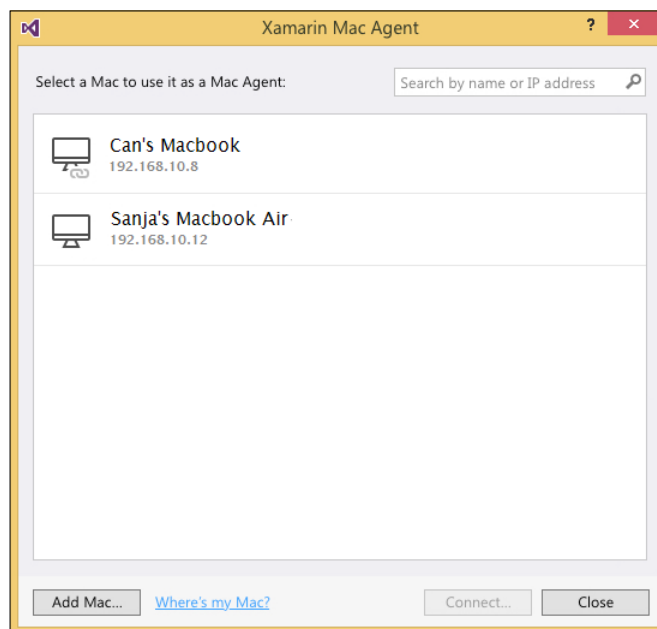 Xamarin Mac Agent
?
Select a Mac to use it as a Mac Agent:
Search by name or IP address
Can's Macbook
192.168.10.8
Sanja's Macbook Air
192.168.10.12
Add Mac...
Where's my Mac?
Connect...
Close